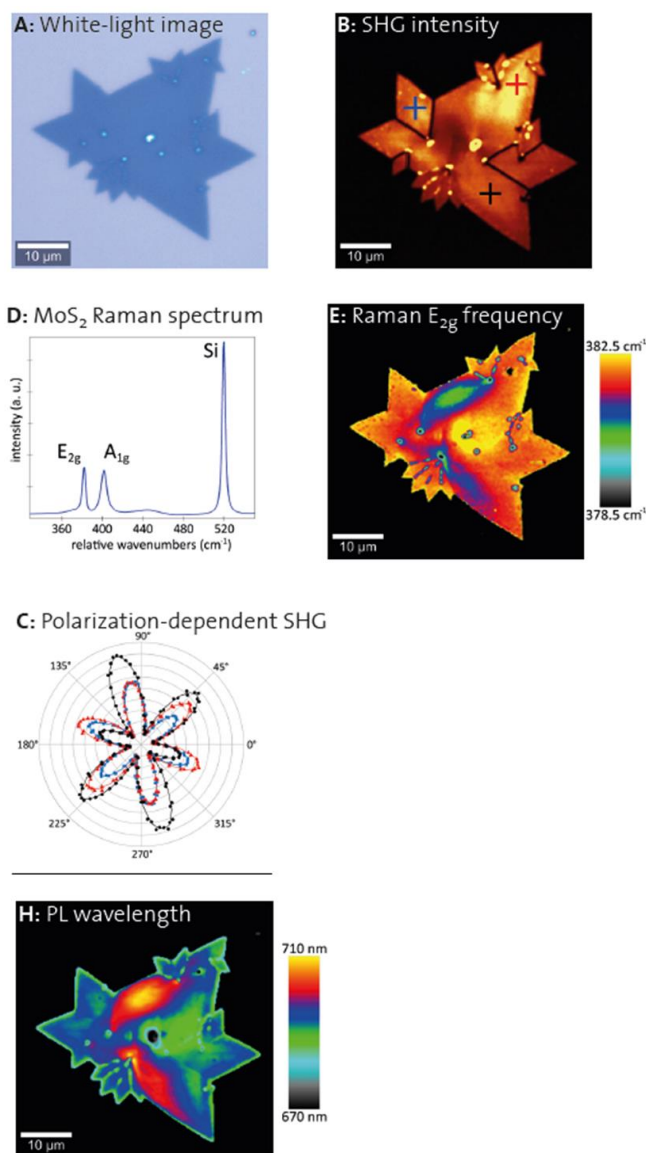 A: White-light image
10 µm
B: SHG intensity
10 µm
D: MoS₂ Raman spectrum
intensity (a. u.)
E₂g
A₁g
Si
360
400
440
480
520
relative wavenumbers (cm⁻¹)
E: Raman E₂g frequency
10 µm
382.5 cm⁻¹
378.5 cm⁻¹
C: Polarization-dependent SHG
90°
135°
45°
180°
0°
225°
315°
270°
H: PL wavelength
10 µm
710 nm
670 nm